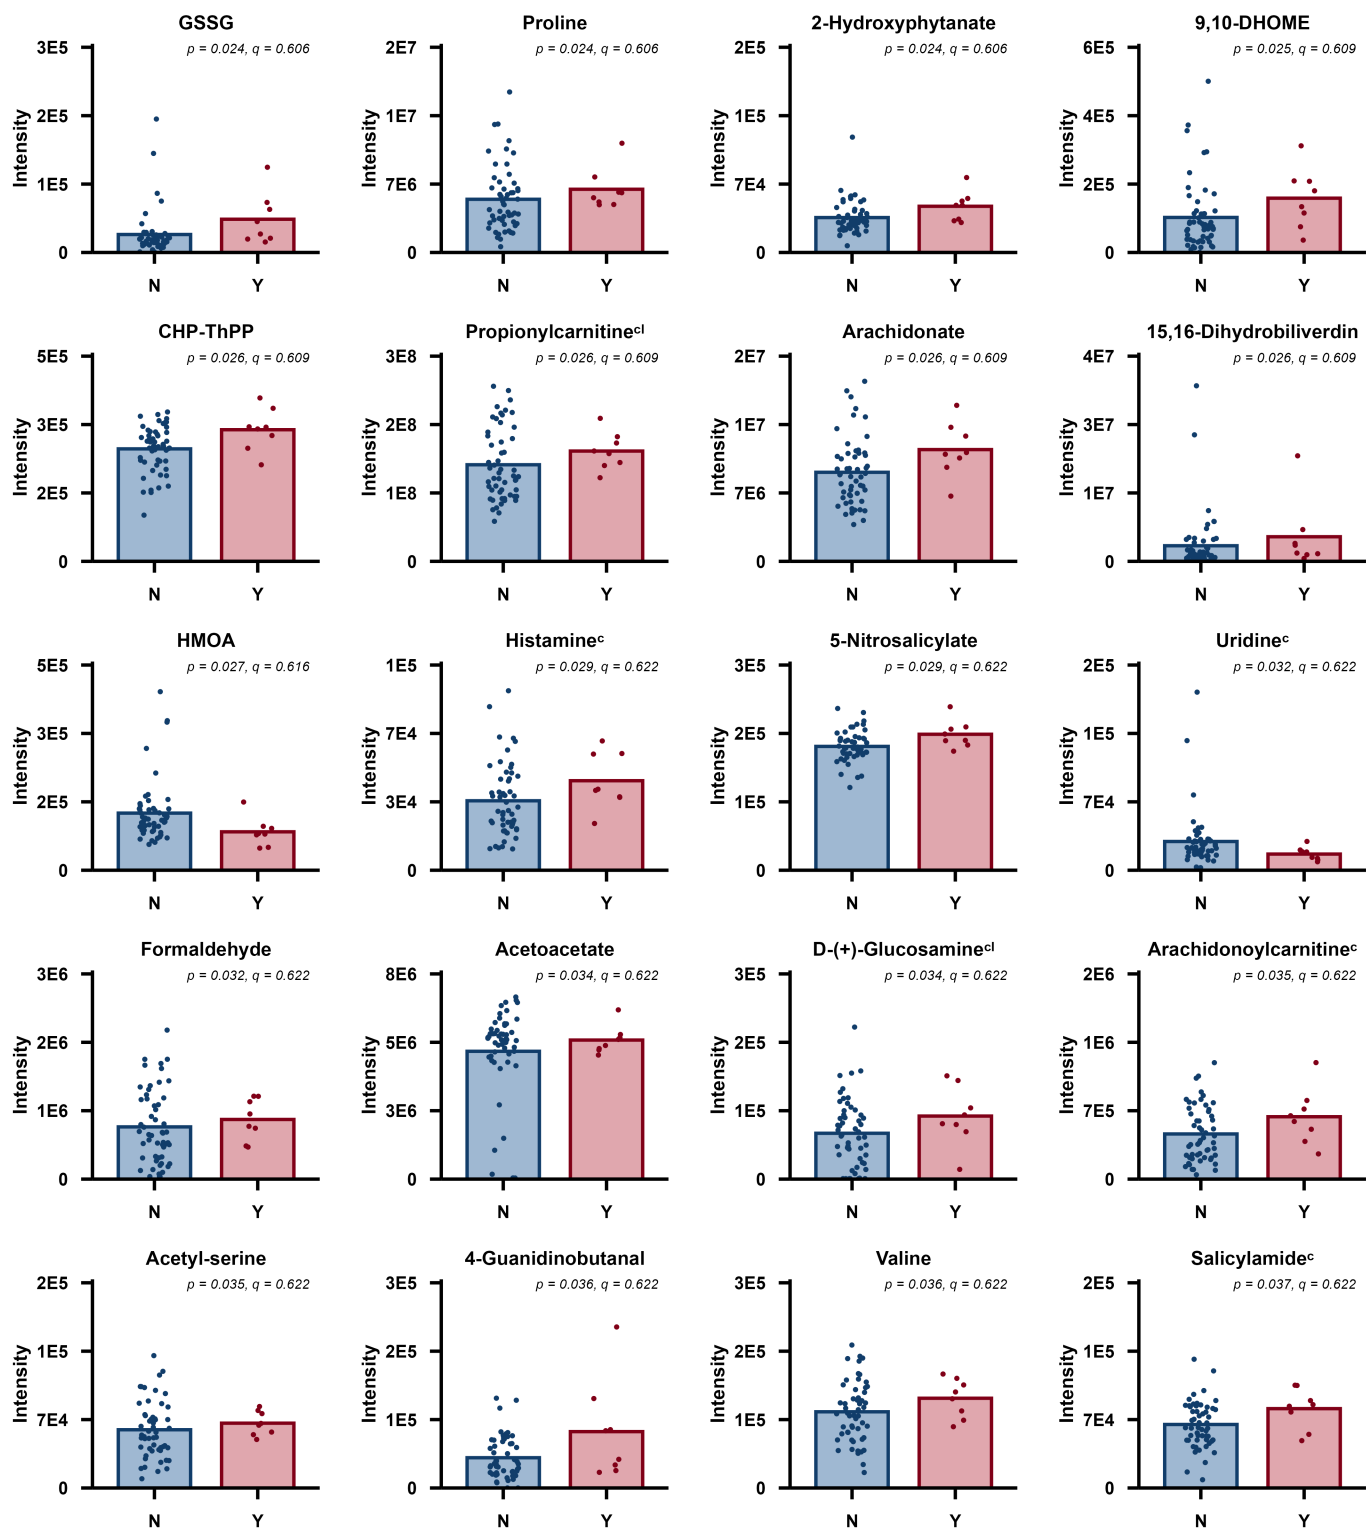 GSSG
p = 0.024, q = 0.606
3E5
2E5
1E5
0
Intensity
N Y
Proline
p = 0.024, q = 0.606
2E7
1E7
7E6
0
Intensity
N Y
2-Hydroxyphytanate
p = 0.024, q = 0.606
2E5
1E5
7E4
0
Intensity
N Y
9,10-DHOME
p = 0.025, q = 0.609
6E5
4E5
2E5
0
Intensity
N Y
CHP-ThPP
p = 0.026, q = 0.609
5E5
3E5
2E5
0
Intensity
N Y
Propionylcarnitineᶜˡ
p = 0.026, q = 0.609
3E8
2E8
1E8
0
Intensity
N Y
Arachidonate
p = 0.026, q = 0.609
2E7
1E7
7E6
0
Intensity
N Y
15,16-Dihydrobiliverdin
p = 0.026, q = 0.609
4E7
3E7
1E7
0
Intensity
N Y
HMOA
p = 0.027, q = 0.616
5E5
3E5
2E5
0
Intensity
N Y
Histamineᶜ
p = 0.029, q = 0.622
1E5
7E4
3E4
0
Intensity
N Y
5-Nitrosalicylate
p = 0.029, q = 0.622
3E5
2E5
1E5
0
Intensity
N Y
Uridineᶜ
p = 0.032, q = 0.622
2E5
1E5
7E4
0
Intensity
N Y
Formaldehyde
p = 0.032, q = 0.622
3E6
2E6
1E6
0
Intensity
N Y
Acetoacetate
p = 0.034, q = 0.622
8E6
5E6
3E6
0
Intensity
N Y
D-(+)-Glucosamineᶜˡ
p = 0.034, q = 0.622
3E5
2E5
1E5
0
Intensity
N Y
Arachidonoylcarnitineᶜ
p = 0.035, q = 0.622
2E6
1E6
7E5
0
Intensity
N Y
Acetyl-serine
p = 0.035, q = 0.622
2E5
1E5
7E4
0
Intensity
N Y
4-Guanidinobutanal
p = 0.036, q = 0.622
3E5
2E5
1E5
0
Intensity
N Y
Valine
p = 0.036, q = 0.622
3E5
2E5
1E5
0
Intensity
N Y
Salicylamideᶜ
p = 0.037, q = 0.622
2E5
1E5
7E4
0
Intensity
N Y